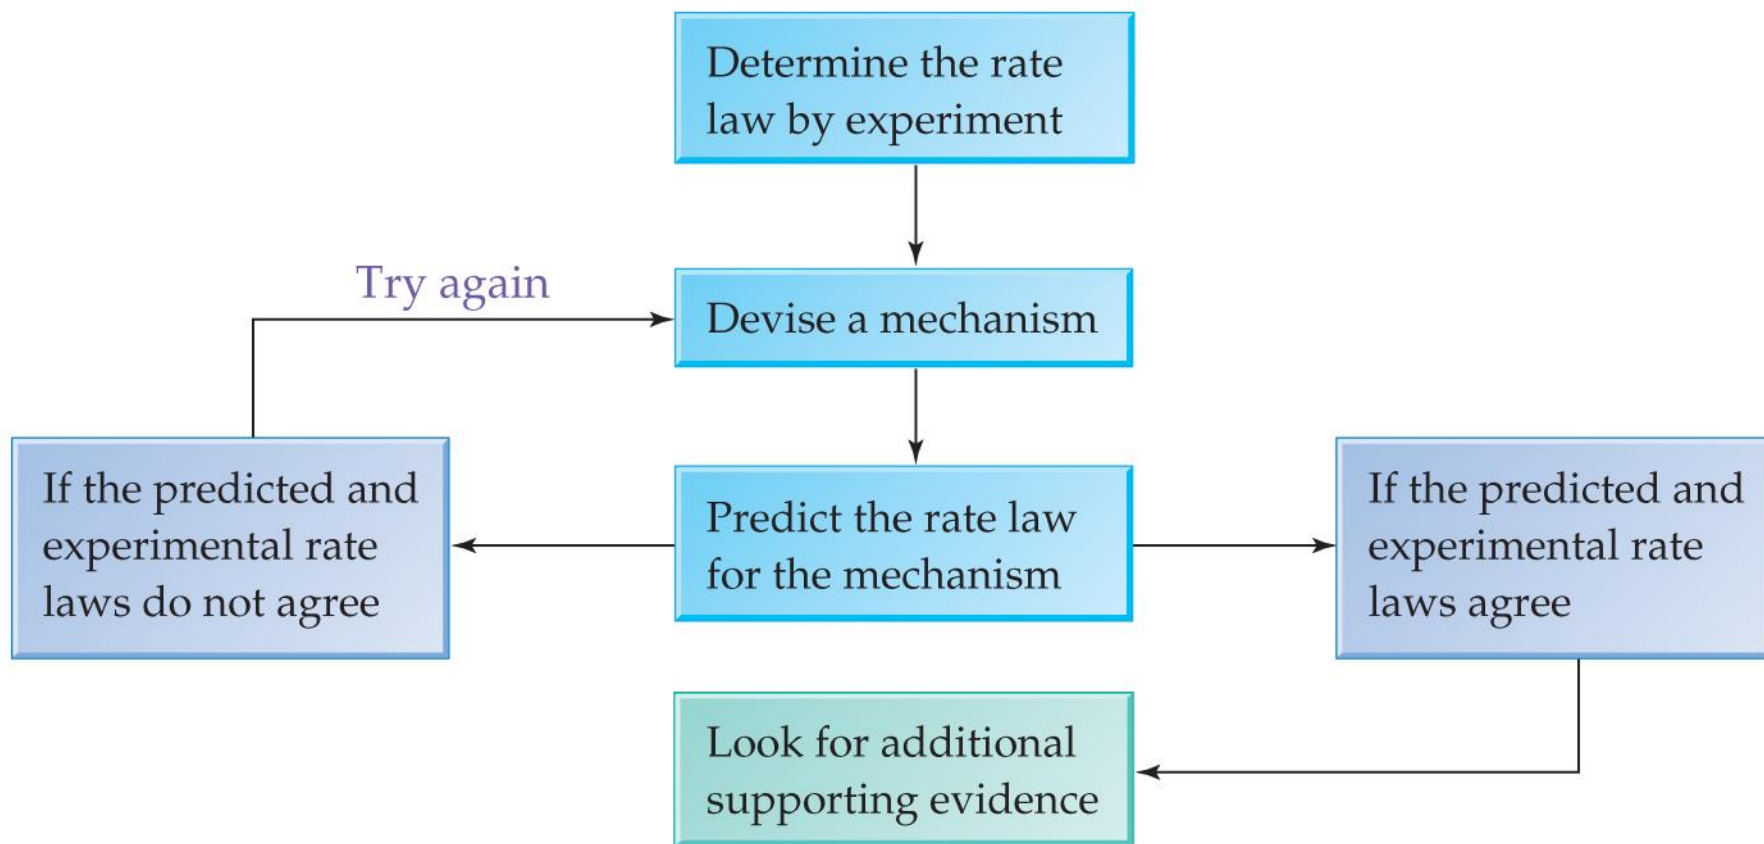 Determine the rate
law by experiment
Try again
Devise a mechanism
If the predicted and
experimental rate
laws do not agree
Predict the rate law
for the mechanism
If the predicted and
experimental rate
laws agree
Look for additional
supporting evidence